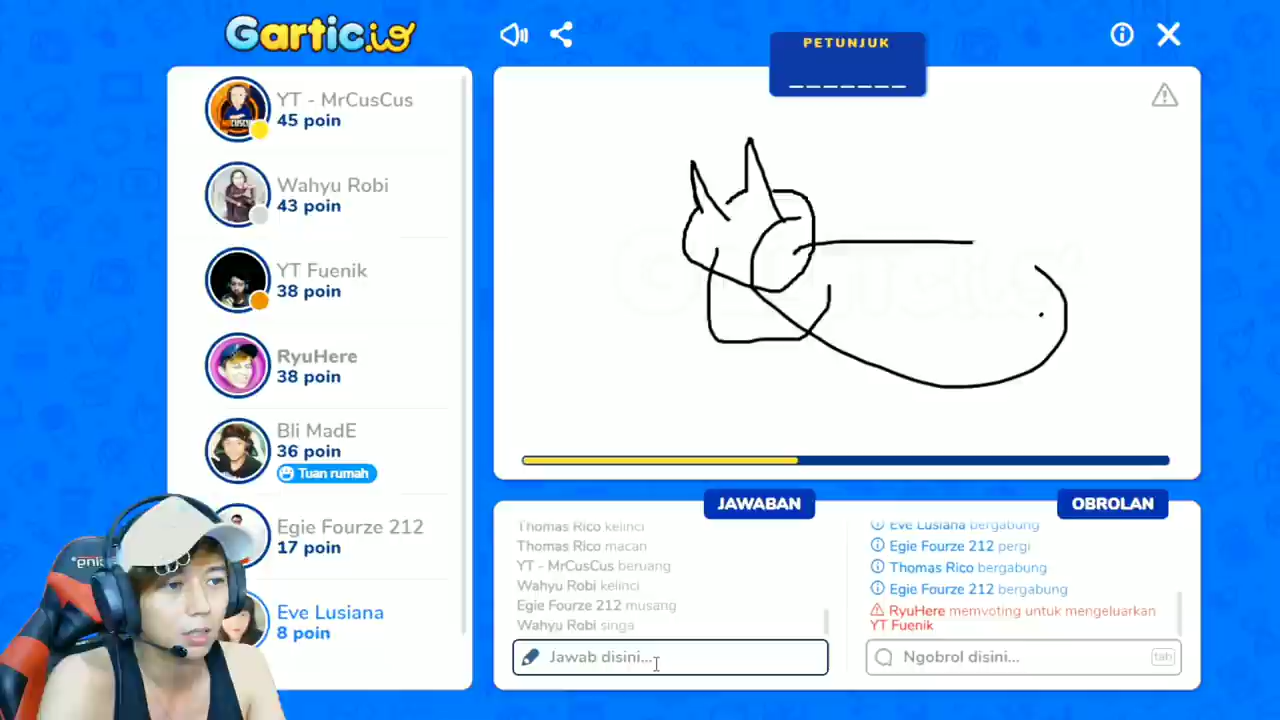 Gartic.io
PETUNJUK
_ _ _ _ _ _ _
YT - MrCusCus
45 poin
Wahyu Robi
43 poin
YT Fuenik
38 poin
RyuHere
38 poin
Bli MadE
36 poin
Tuan rumah
Egie Fourze 212
17 poin
Eve Lusiana
8 poin
JAWABAN
Thomas Rico kelinci
Thomas Rico macan
YT - MrCusCus beruang
Wahyu Robi kelinci
Egie Fourze 212 musang
Wahyu Robi singa
Jawab disini...
OBROLAN
Eve Lusiana bergabung
Egie Fourze 212 pergi
Thomas Rico bergabung
Egie Fourze 212 bergabung
RyuHere memvoting untuk mengeluarkan
YT Fuenik
Ngobrol disini...
tab